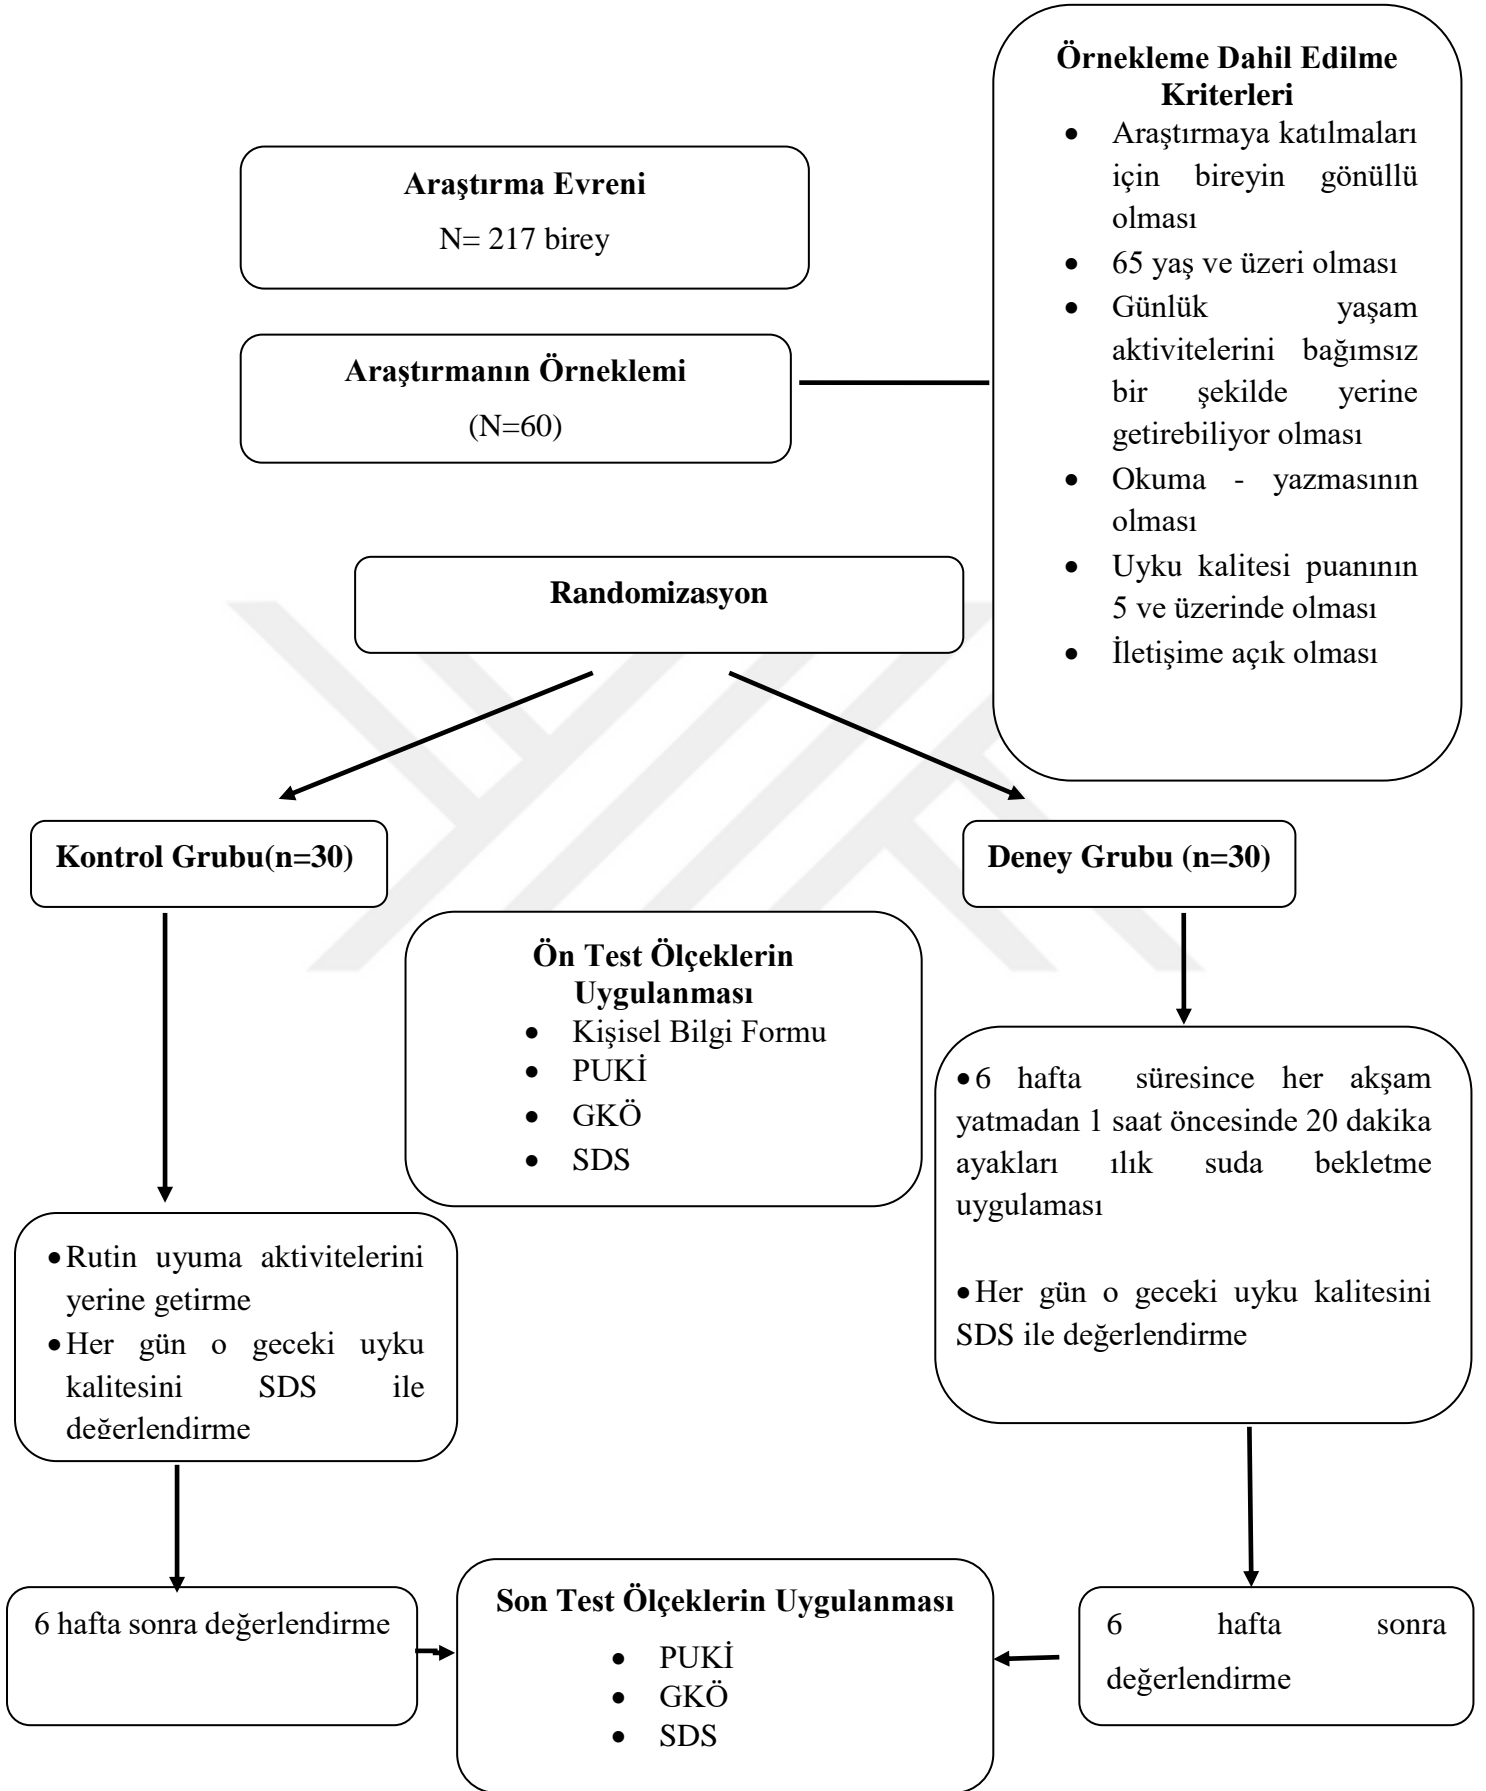 Örnekleme Dahil Edilme
Kriterleri
• Araştırmaya katılmaları
için bireyin gönüllü
olması
• 65 yaş ve üzeri olması
• Günlük yaşam
aktivitelerini bağımsız
bir şekilde yerine
getirebiliyor olması
• Okuma - yazmasının
olması
• Uyku kalitesi puanının
5 ve üzerinde olması
• İletişime açık olması
Araştırma Evreni
N= 217 birey
Araştırmanın Örneklemi
(N=60)
Randomizasyon
Kontrol Grubu(n=30)
Deney Grubu (n=30)
Ön Test Ölçeklerin
Uygulanması
• Kişisel Bilgi Formu
• PUKİ
• GKÖ
• SDS
• 6 hafta süresince her akşam
yatmadan 1 saat öncesinde 20 dakika
ayakları ılık suda bekletme
uygulaması
• Her gün o geceki uyku kalitesini
SDS ile değerlendirme
• Rutin uyuma aktivitelerini
yerine getirme
• Her gün o geceki uyku
kalitesini SDS ile
değerlendirme
6 hafta sonra değerlendirme
Son Test Ölçeklerin Uygulanması
• PUKİ
• GKÖ
• SDS
6 hafta sonra
değerlendirme